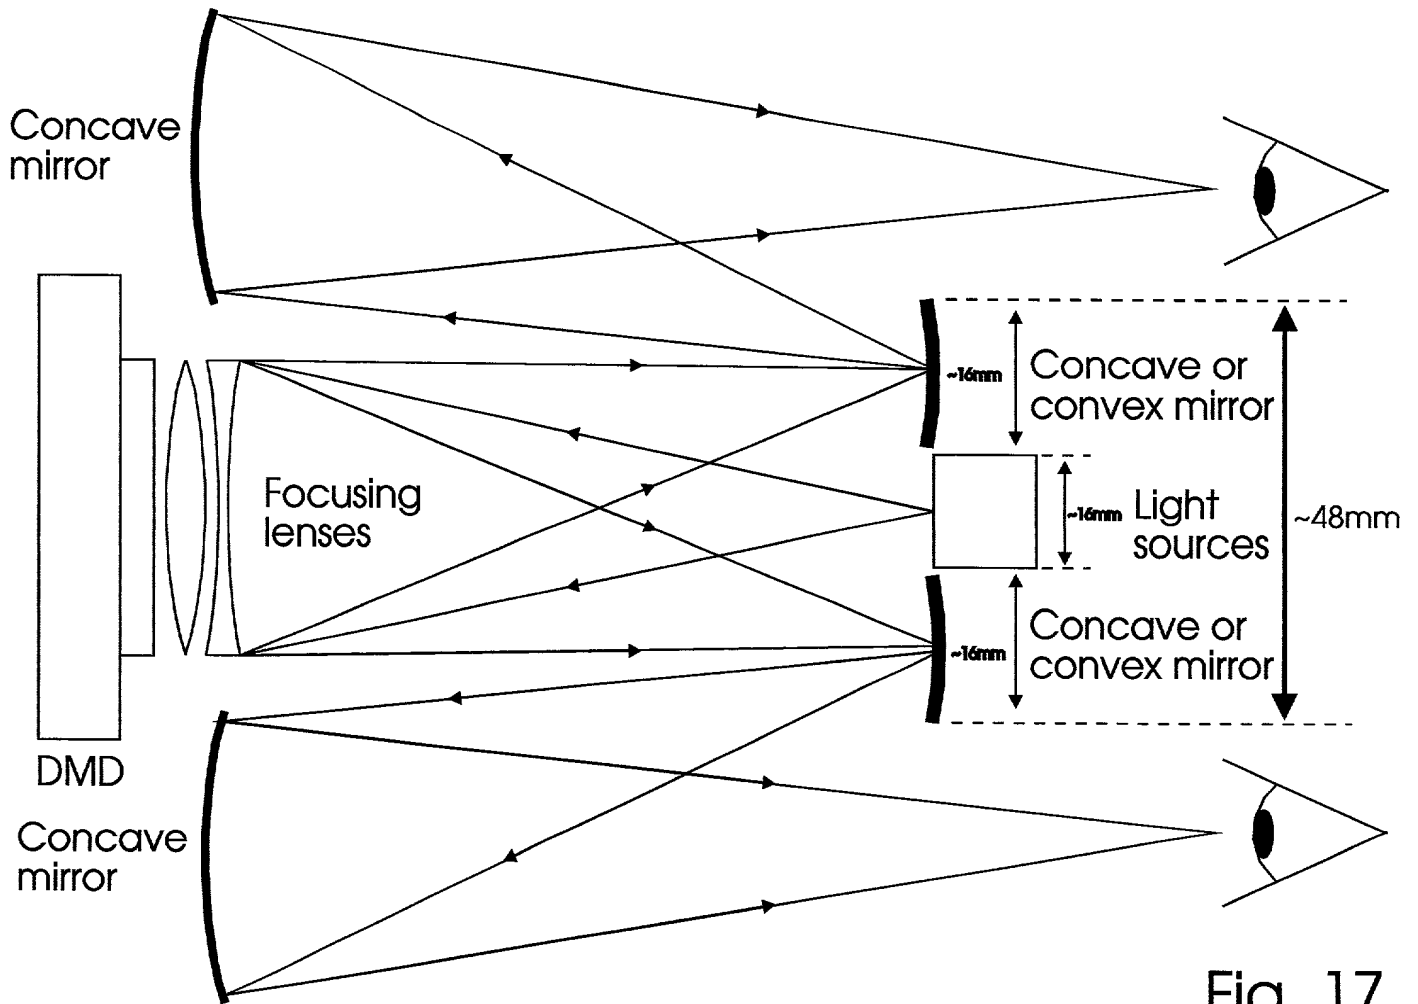 Concave
mirror
~16mm
Concave or
convex mirror
Focusing
lenses
~16mm
Light
sources
~48mm
Concave or
convex mirror
~16mm
DMD
Concave
mirror
Fig. 17